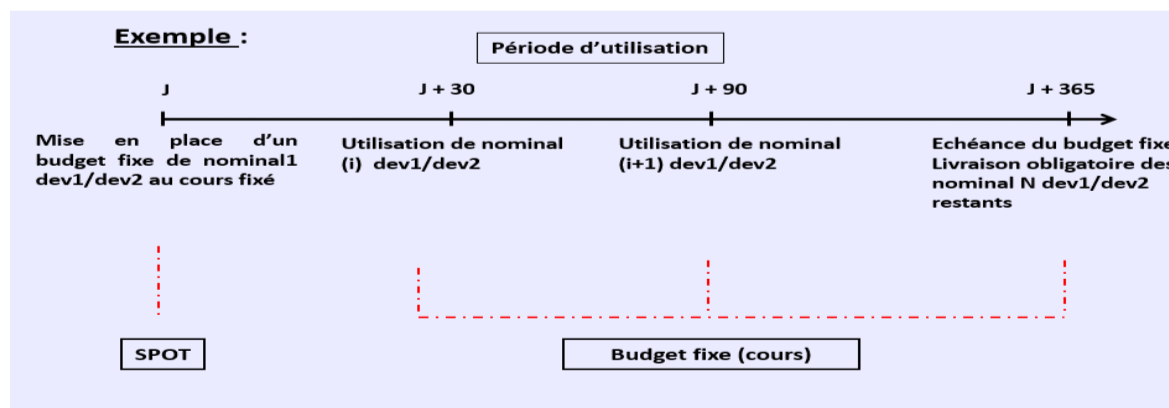 Exemple :
Période d'utilisation
J
J + 30
J + 90
J + 365
Mise en place d'un
budget fixe de nominal1
dev1/dev2 au cours fixé
Utilisation de nominal
(i) dev1/dev2
Utilisation de nominal
(i+1) dev1/dev2
Echéance du budget fixe
Livraison obligatoire des
nominal N dev1/dev2
restants
SPOT
Budget fixe (cours)